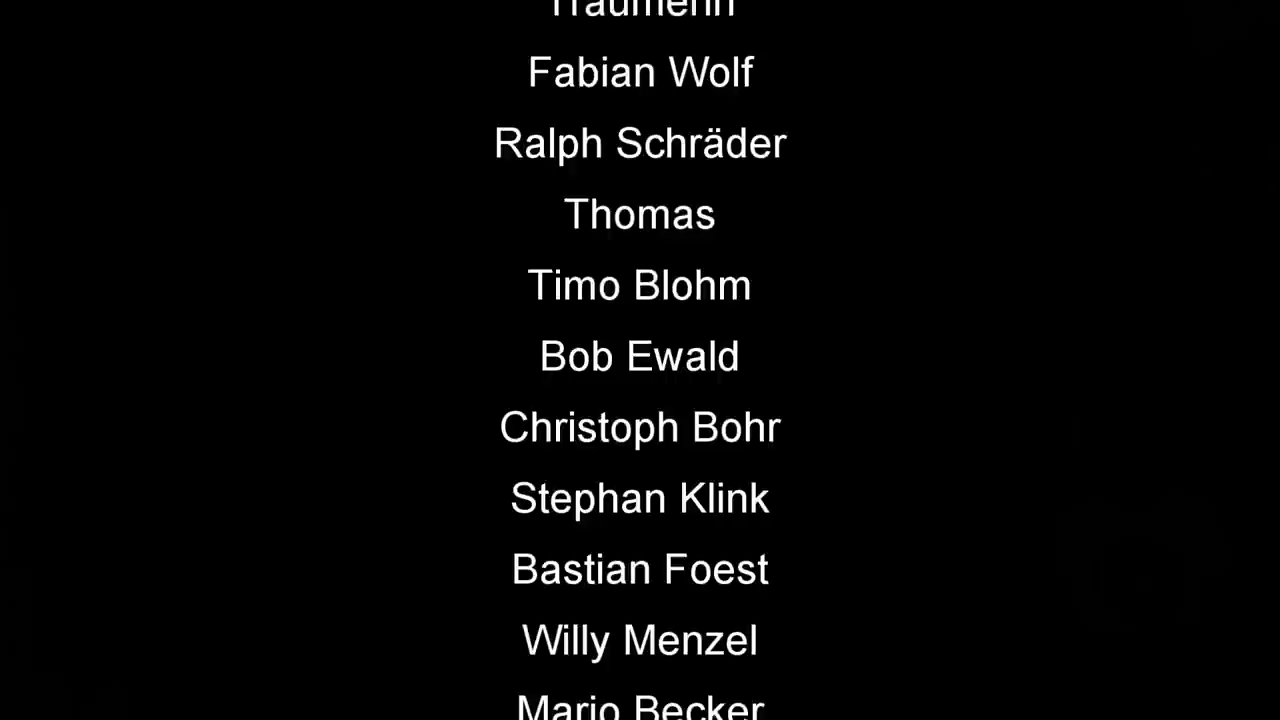 Träumerin
Fabian Wolf
Ralph Schräder
Thomas
Timo Blohm
Bob Ewald
Christoph Bohr
Stephan Klink
Bastian Foest
Willy Menzel
Mario Becker